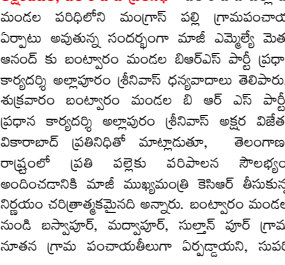 మండల పరిధిలోని మంగ్రాస్ పల్లి గ్రామపంచాయ
ఏర్పాటు అవుతున్న సందర్భంగా మాజీ ఎమ్మెల్యే మెత
ఆనంద్ కు బంట్వారం మండల బిఆర్ఎస్ పార్టీ ప్రధా
కార్యదర్శి అల్లాపూరం శ్రీనివాస్ ధన్యవాదాలు తెలిపారు.
శుక్రవారం బంట్వారం మండల బి ఆర్ ఎస్ పార్టీ
ప్రధాన కార్యదర్శి అల్లాపురం శ్రీనివాస్ అక్షర విజేత
వికారాబాద్ ప్రతినిధితో మాట్లాడుతూ, తెలంగాణ
రాష్ట్రంలో ప్రతి పల్లెకు పరిపాలన సౌలభ్యం
అందించడానికి మాజీ ముఖ్యమంత్రి కెసిఆర్ తీసుకున్న
నిర్ణయం చరిత్రాత్మకమైనది అన్నారు. బంట్వారం మండల
నుండి బస్వాపూర్, మద్వాపూర్, సుల్తాన్ పూర్ గ్రామ
నూతన గ్రామ పంచాయతీలుగా ఏర్పడ్డాయని, సుపర